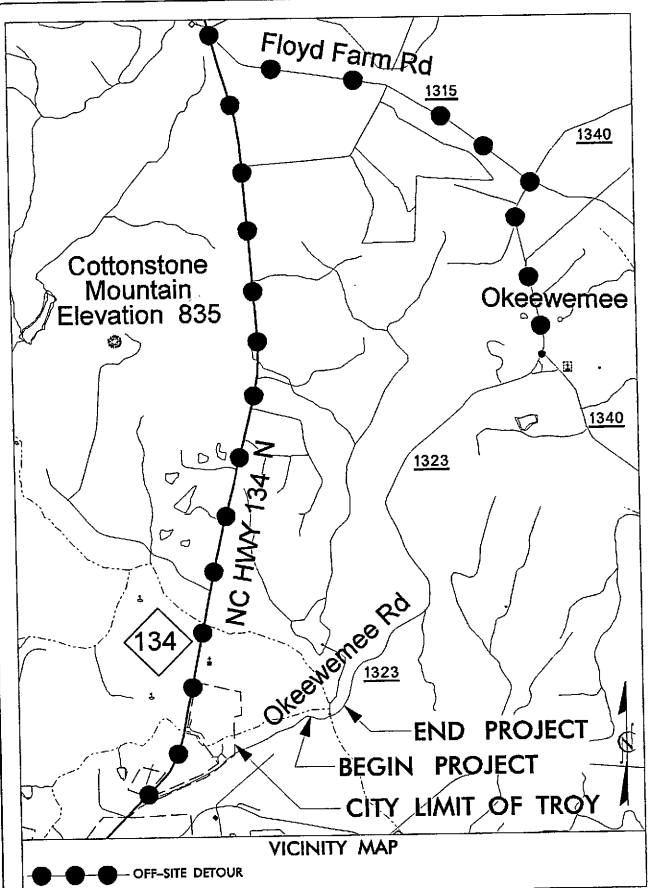 Floyd Farm Rd
1315
1340
Cottonstone
Mountain
Elevation 835
Okeewemee
1340
1323
NC HWY 134 N
134
Okeewemee Rd
1323
END PROJECT
BEGIN PROJECT
CITY LIMIT OF TROY
VICINITY MAP
OFF-SITE DETOUR